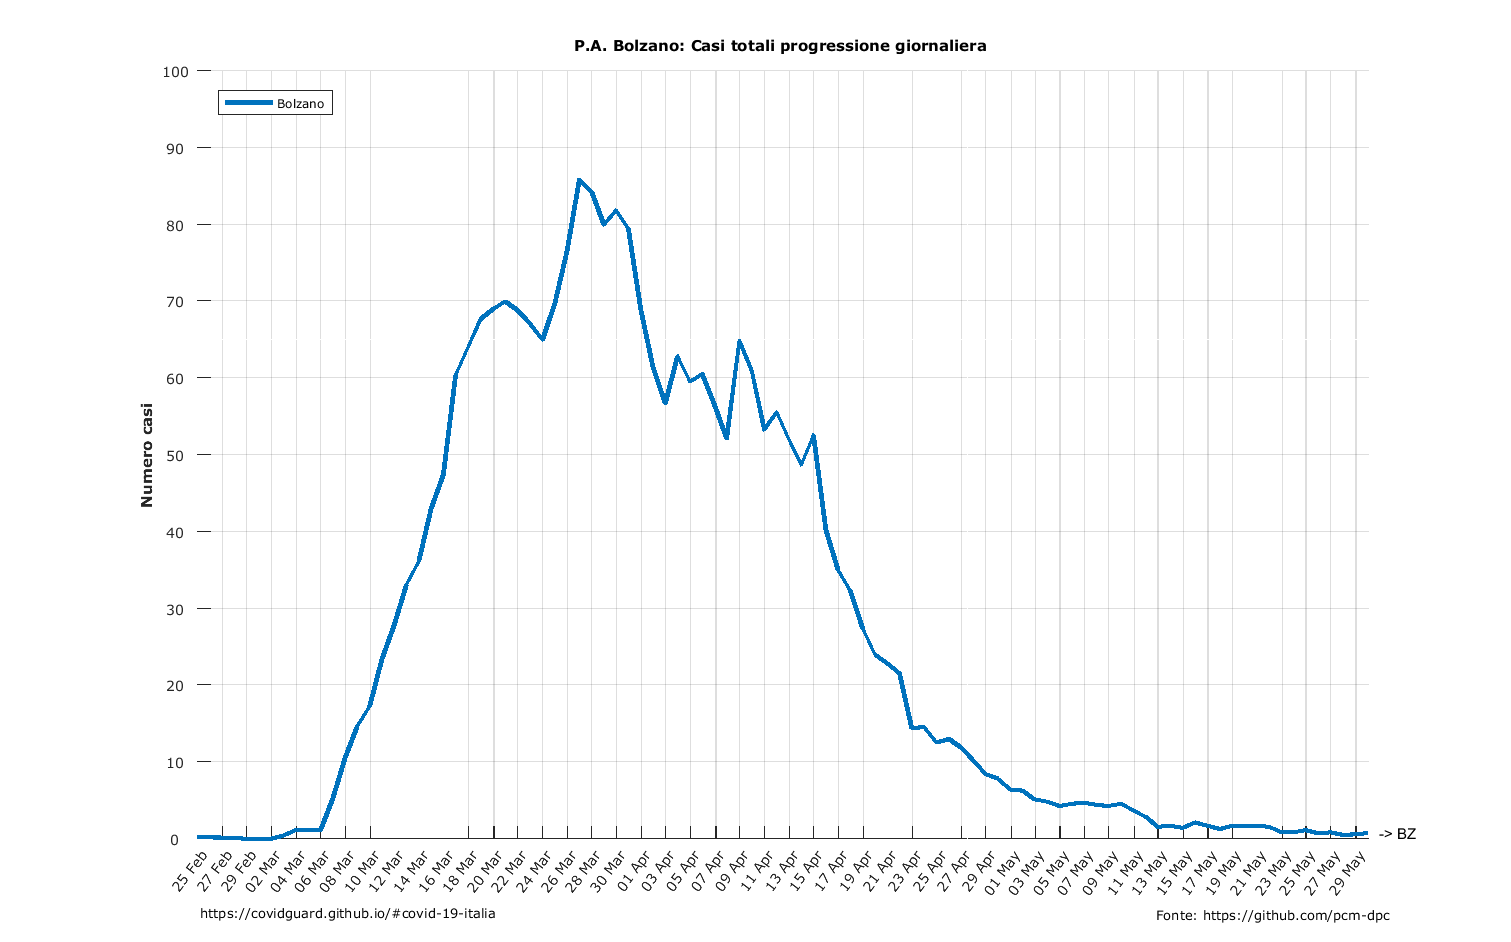 P.A. Bolzano: Casi totali progressione giornaliera
100
90
80
70
60
50
40
30
20
10
0
Bolzano
Numero casi
-> BZ
25 Feb
27 Feb
29 Feb
02 Mar
04 Mar
06 Mar
08 Mar
10 Mar
12 Mar
14 Mar
16 Mar
18 Mar
20 Mar
22 Mar
24 Mar
26 Mar
28 Mar
30 Mar
01 Apr
03 Apr
05 Apr
07 Apr
09 Apr
11 Apr
13 Apr
15 Apr
17 Apr
19 Apr
21 Apr
23 Apr
25 Apr
27 Apr
29 Apr
01 May
03 May
05 May
07 May
09 May
11 May
13 May
15 May
17 May
19 May
21 May
23 May
25 May
27 May
29 May
https://covidguard.github.io/#covid-19-italia
Fonte: https://github.com/pcm-dpc